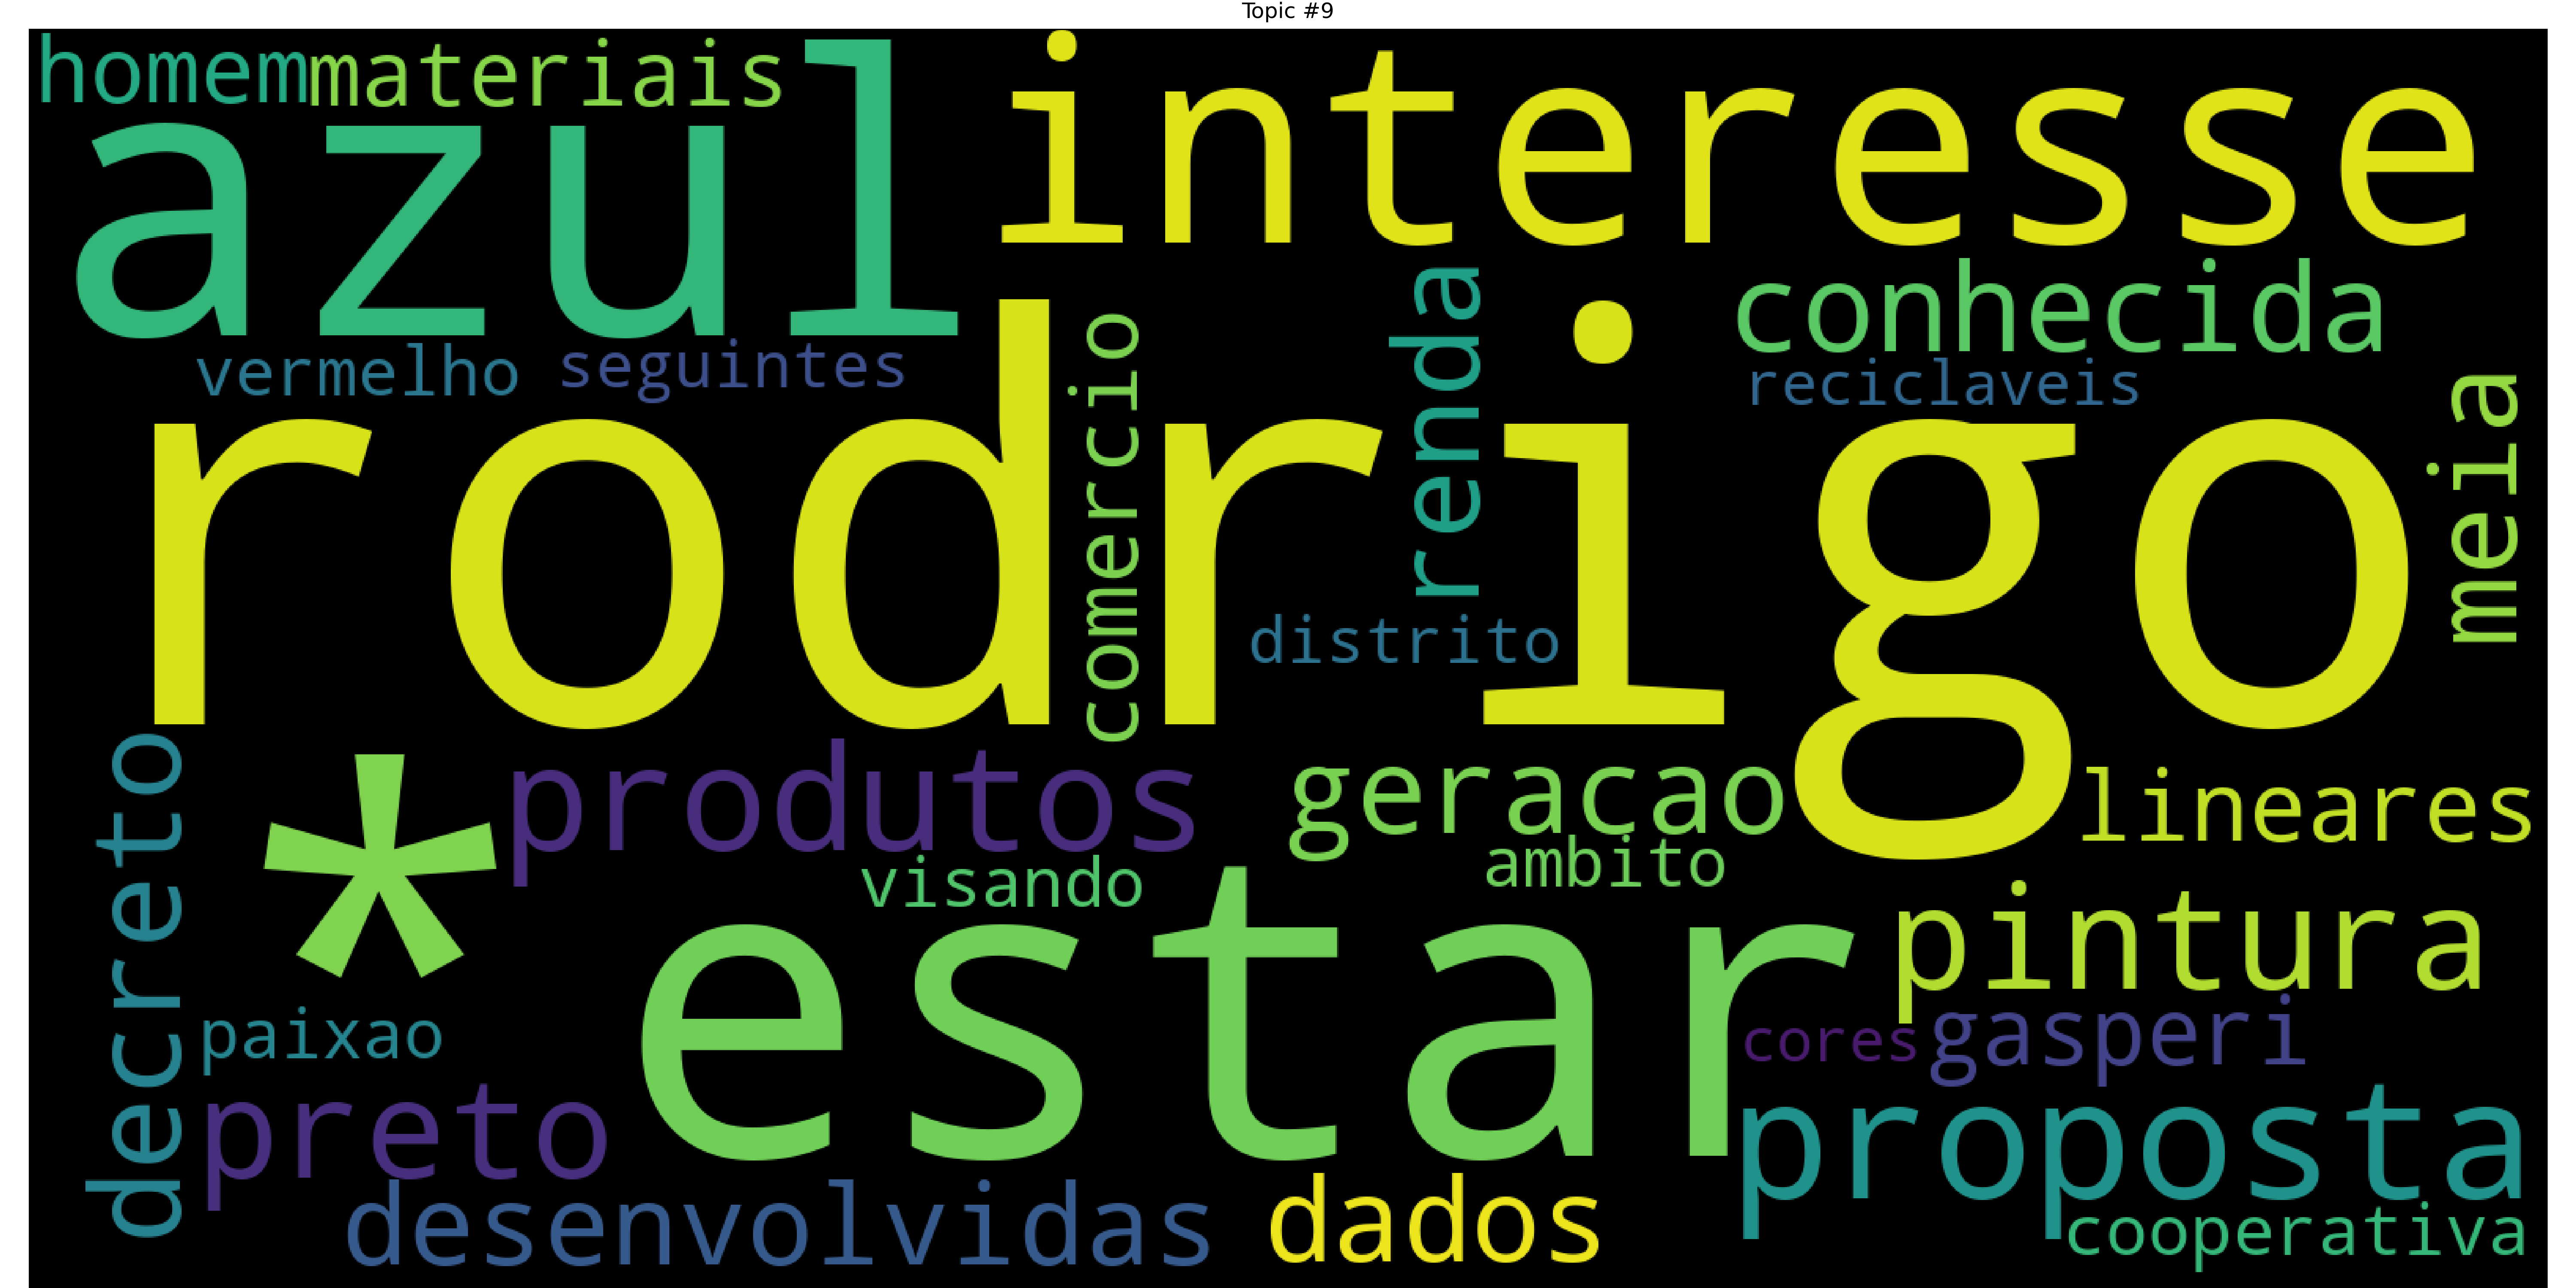 Topic #9
homem
materiais
azul
interesse
conhecida
vermelho
seguintes
comercio
renda
reciclaveis
meia
rodrigo
distrito
decreto
*
produtos
geracao
lineares
visando
ambito
estar
pintura
paixao
cores
gasperi
preto
proposta
desenvolvidas
dados
cooperativa